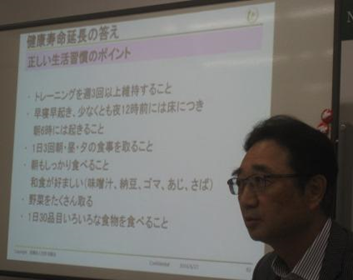 健康寿命延長の答え
正しい生活習慣のポイント
・トレーニングを週3回以上維持すること
・早寝早起き、少なくとも夜12時前には床につき
朝6時には起きること
・1日3回朝・昼・夕の食事を取ること
・朝もしっかり食べること
和食が好ましい(味噌汁、納豆、ゴマ、あじ、さば)
・野菜をたくさん取る
・1日30品目いろいろな食物を食べること
Confidential